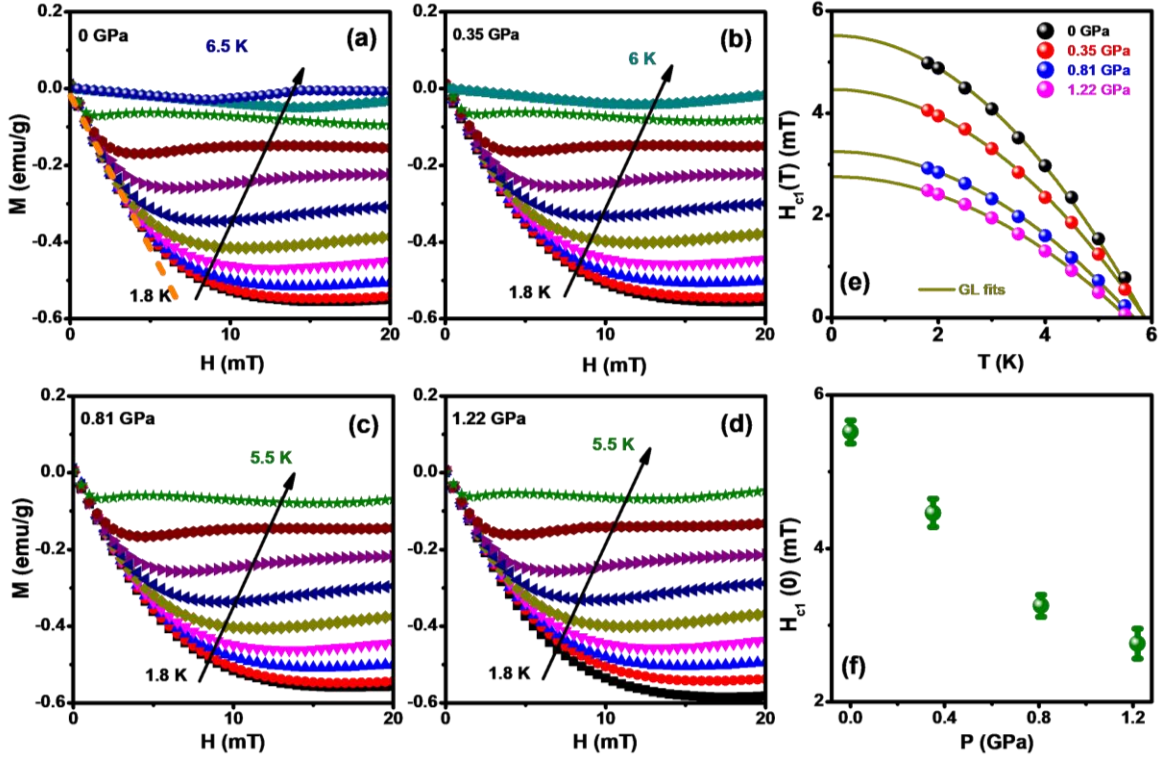 0.2
0.0
-0.2
-0.4
-0.6
M (emu/g)
0 GPa
6.5 K
(a)
1.8 K
0
10
20
H (mT)
0.2
0.0
-0.2
-0.4
-0.6
M (emu/g)
0.35 GPa
6 K
(b)
1.8 K
0
10
20
H (mT)
6
4
2
0
Hc1(T) (mT)
0 GPa
0.35 GPa
0.81 GPa
1.22 GPa
(e)
GL fits
0
2
4
6
T (K)
0.2
0.0
-0.2
-0.4
-0.6
M (emu/g)
0.81 GPa
(c)
5.5 K
1.8 K
0
10
20
H (mT)
0.2
0.0
-0.2
-0.4
-0.6
M (emu/g)
1.22 GPa
(d)
5.5 K
1.8 K
0
10
20
H (mT)
6
4
2
Hc1 (0) (mT)
(f)
0.0
0.4
0.8
1.2
P (GPa)